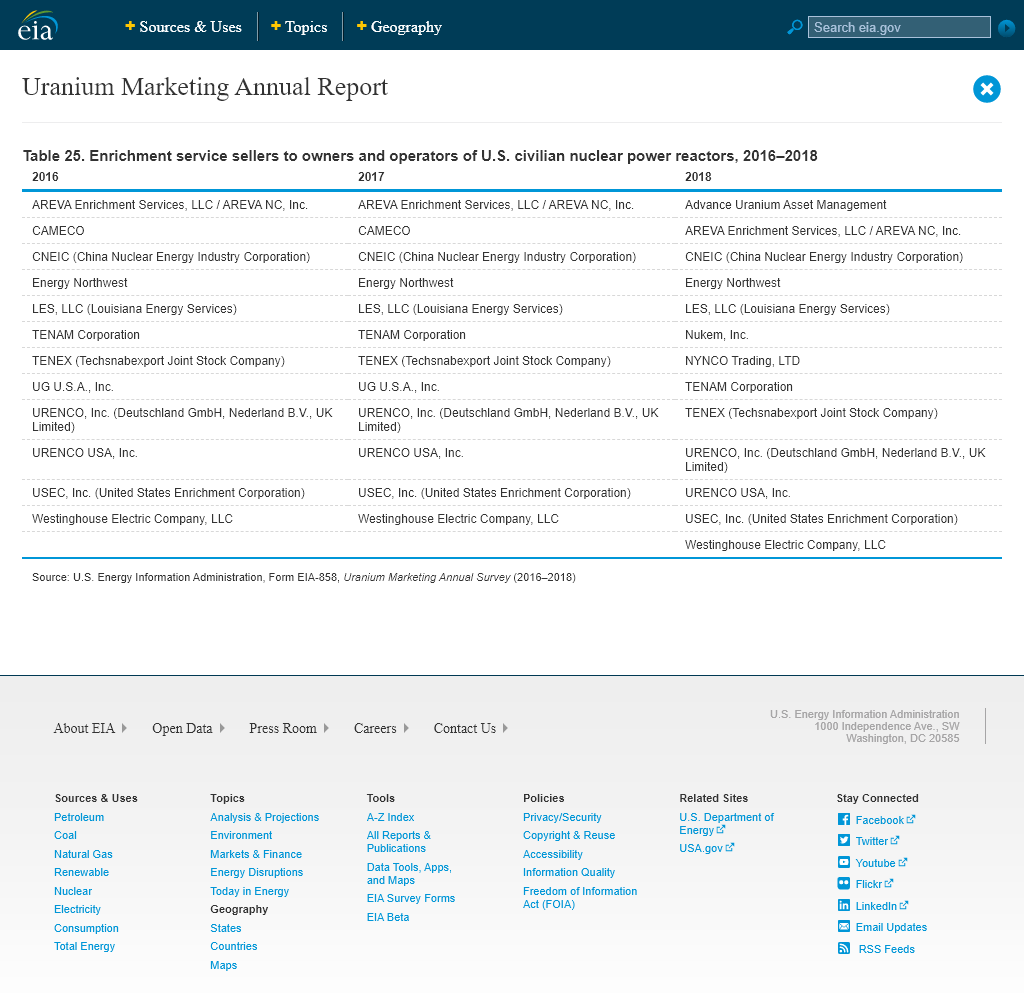 eia
Sources & Uses
Topics
Geography
Search eia.gov
Uranium Marketing Annual Report
Table 25. Enrichment service sellers to owners and operators of U.S. civilian nuclear power reactors, 2016–2018
2016 2017 2018
AREVA Enrichment Services, LLC / AREVA NC, Inc. AREVA Enrichment Services, LLC / AREVA NC, Inc. Advance Uranium Asset Management
CAMECO CAMECO AREVA Enrichment Services, LLC / AREVA NC, Inc.
CNEIC (China Nuclear Energy Industry Corporation) CNEIC (China Nuclear Energy Industry Corporation) CNEIC (China Nuclear Energy Industry Corporation)
Energy Northwest Energy Northwest Energy Northwest
LES, LLC (Louisiana Energy Services) LES, LLC (Louisiana Energy Services) LES, LLC (Louisiana Energy Services)
TENAM Corporation TENAM Corporation Nukem, Inc.
TENEX (Techsnabexport Joint Stock Company) TENEX (Techsnabexport Joint Stock Company) NYNCO Trading, LTD
UG U.S.A., Inc. UG U.S.A., Inc. TENAM Corporation
URENCO, Inc. (Deutschland GmbH, Nederland B.V., UK URENCO, Inc. (Deutschland GmbH, Nederland B.V., UK TENEX (Techsnabexport Joint Stock Company)
Limited) Limited)
URENCO USA, Inc. URENCO USA, Inc. URENCO, Inc. (Deutschland GmbH, Nederland B.V., UK
Limited)
USEC, Inc. (United States Enrichment Corporation) USEC, Inc. (United States Enrichment Corporation) URENCO USA, Inc.
Westinghouse Electric Company, LLC Westinghouse Electric Company, LLC USEC, Inc. (United States Enrichment Corporation)
Westinghouse Electric Company, LLC
Source: U.S. Energy Information Administration, Form EIA-858, Uranium Marketing Annual Survey (2016–2018)
About EIA
Open Data
Press Room
Careers
Contact Us
U.S. Energy Information Administration
1000 Independence Ave., SW
Washington, DC 20585
Sources & Uses
Petroleum
Coal
Natural Gas
Renewable
Nuclear
Electricity
Consumption
Total Energy
Topics
Analysis & Projections
Environment
Markets & Finance
Energy Disruptions
Today in Energy
Geography
States
Countries
Maps
Tools
A-Z Index
All Reports &
Publications
Data Tools, Apps,
and Maps
EIA Survey Forms
EIA Beta
Policies
Privacy/Security
Copyright & Reuse
Accessibility
Information Quality
Freedom of Information
Act (FOIA)
Related Sites
U.S. Department of
Energy
USA.gov
Stay Connected
Facebook
Twitter
Youtube
Flickr
LinkedIn
Email Updates
RSS Feeds